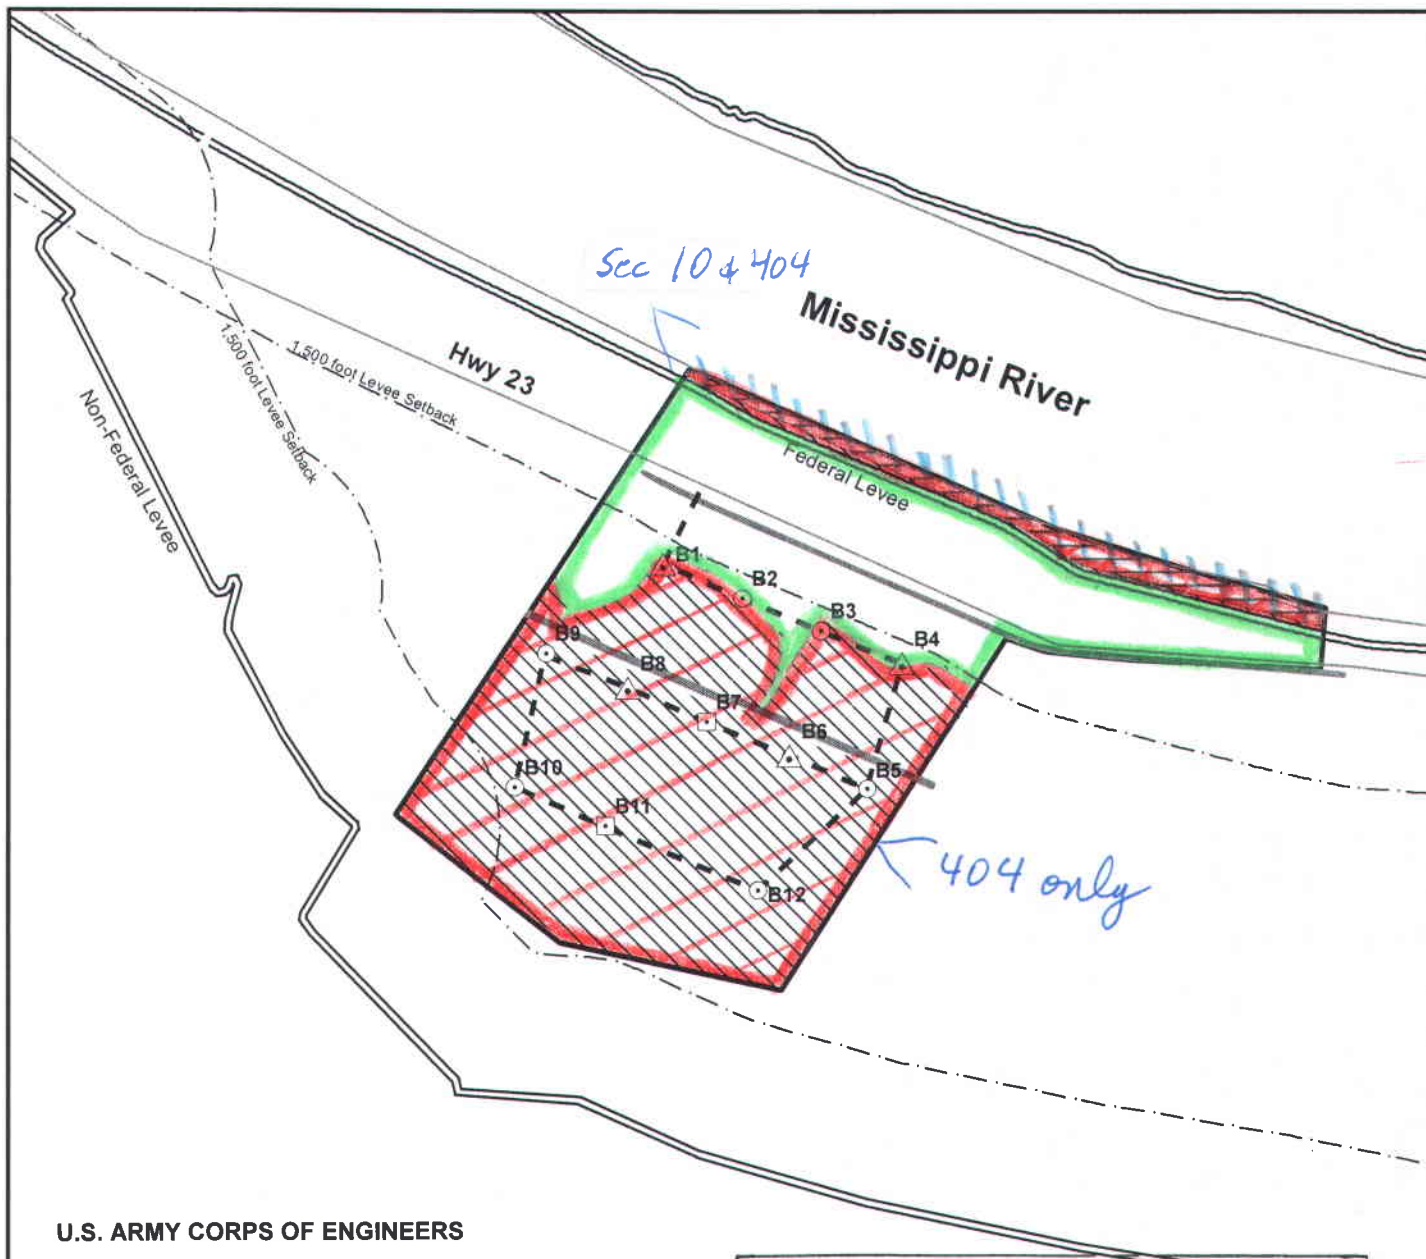 Sec 10 & 404
Mississippi River
Hwy 23
1,500 foot Levee Setback
1,500 foot Levee Setback
Non-Federal Levee
Federal Levee
B1
B2
B3
B4
B9
B8
B7
B6
B5
B10
B11
B12
404 only
U.S. ARMY CORPS OF ENGINEERS